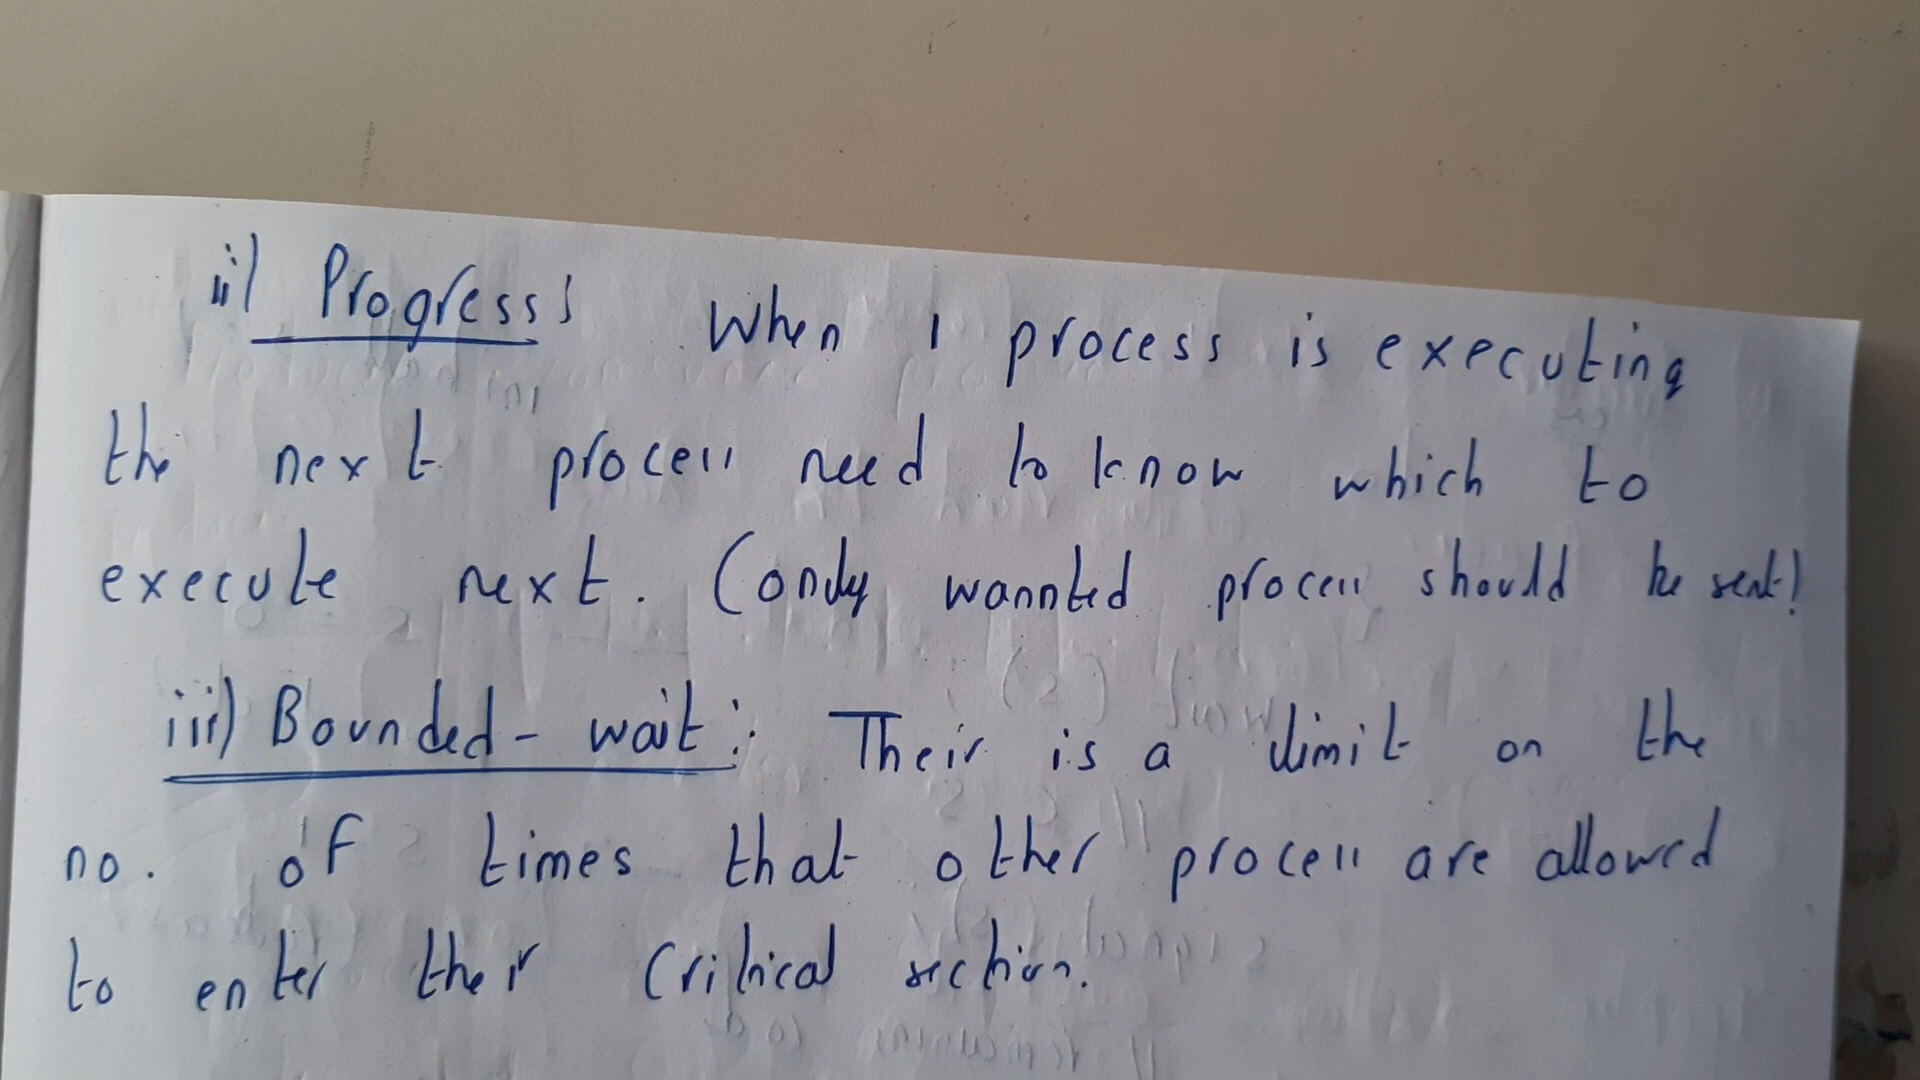 ii) Progress: When 1 process is executing
the next process need to know which to
execute next. (only wannted process should be sent)
iii) Bounded-wait: Their is a limit on the
no. of times that other process are allowed
to enter their critical section.